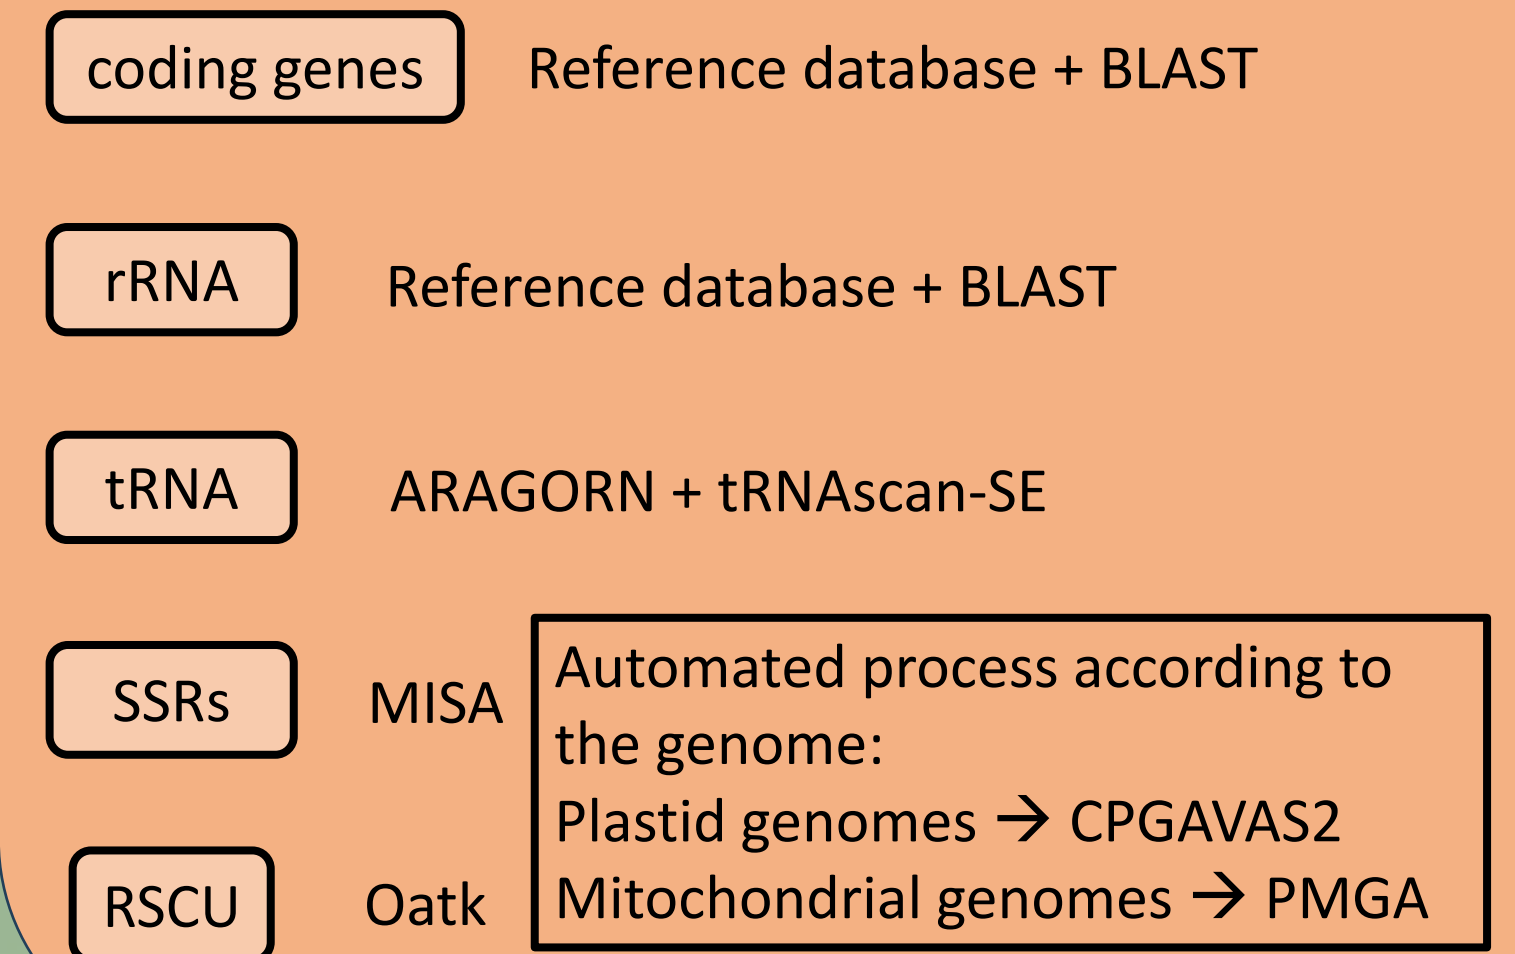 coding genes Reference database + BLAST
rRNA Reference database + BLAST
tRNA ARAGORN + tRNAscan-SE
SSRs MISA
Automated process according to
the genome:
Plastid genomes → CPGAVAS2
Mitochondrial genomes → PMGA
RSCU Oatk